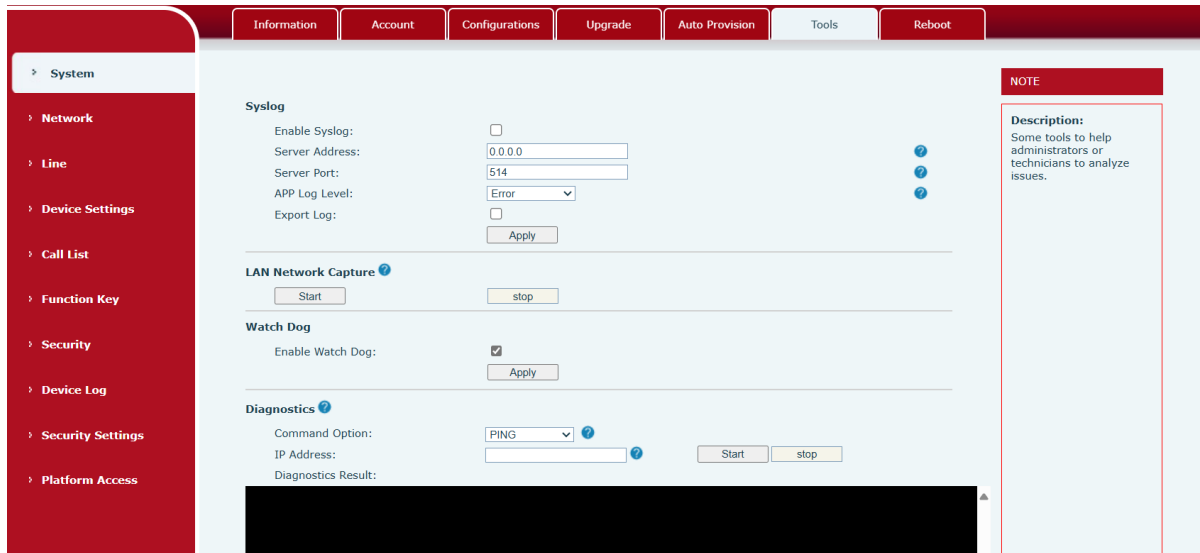 Information Account Configurations Upgrade Auto Provision Tools Reboot
System
Network
Line
Device Settings
Call List
Function Key
Security
Device Log
Security Settings
Platform Access
Syslog
Enable Syslog:
Server Address: 0.0.0.0
Server Port: 514
APP Log Level: Error
Export Log:
Apply
LAN Network Capture
Start stop
Watch Dog
Enable Watch Dog:
Apply
Diagnostics
Command Option: PING
IP Address: Start stop
Diagnostics Result:
NOTE
Description:
Some tools to help
administrators or
technicians to analyze
issues.